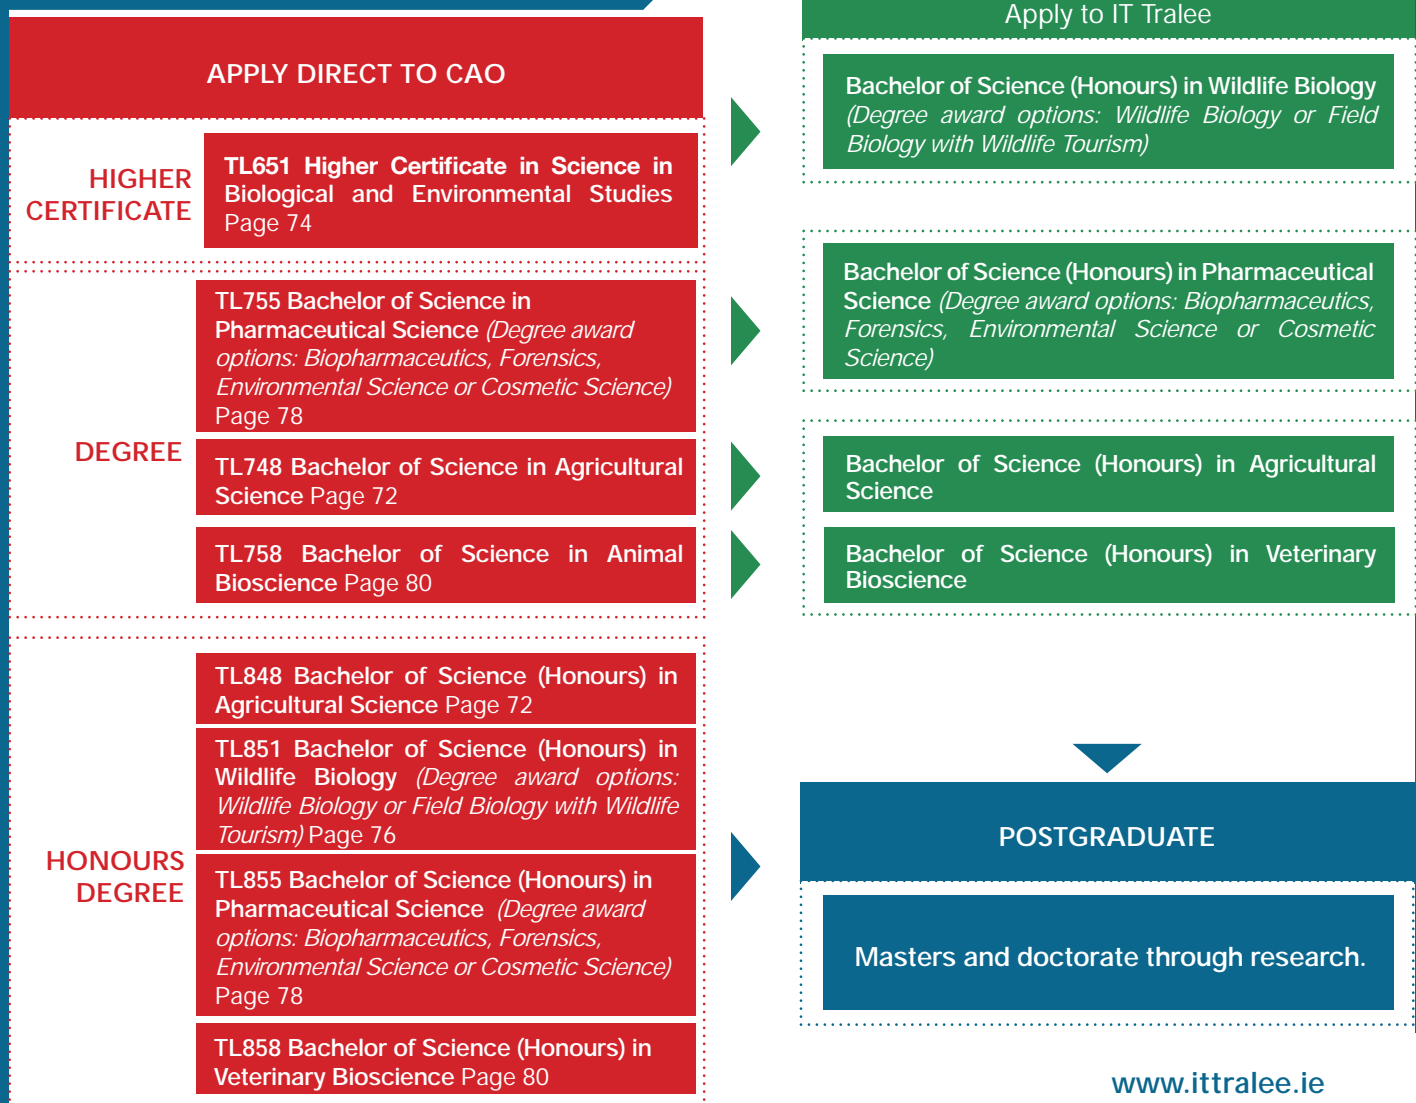 APPLY DIRECT TO CAO
HIGHER
CERTIFICATE
TL651 Higher Certificate in Science in
Biological and Environmental Studies
Page 74
DEGREE
TL755 Bachelor of Science in
Pharmaceutical Science (Degree award
options: Biopharmaceutics, Forensics,
Environmental Science or Cosmetic Science)
Page 78
TL748 Bachelor of Science in Agricultural
Science Page 72
TL758 Bachelor of Science in Animal
Bioscience Page 80
HONOURS
DEGREE
TL848 Bachelor of Science (Honours) in
Agricultural Science Page 72
TL851 Bachelor of Science (Honours) in
Wildlife Biology (Degree award options:
Wildlife Biology or Field Biology with Wildlife
Tourism) Page 76
TL855 Bachelor of Science (Honours) in
Pharmaceutical Science (Degree award
options: Biopharmaceutics, Forensics,
Environmental Science or Cosmetic Science)
Page 78
TL858 Bachelor of Science (Honours) in
Veterinary Bioscience Page 80
Apply to IT Tralee
Bachelor of Science (Honours) in Wildlife Biology
(Degree award options: Wildlife Biology or Field
Biology with Wildlife Tourism)
Bachelor of Science (Honours) in Pharmaceutical
Science (Degree award options: Biopharmaceutics,
Forensics, Environmental Science or Cosmetic
Science)
Bachelor of Science (Honours) in Agricultural
Science
Bachelor of Science (Honours) in Veterinary
Bioscience
POSTGRADUATE
Masters and doctorate through research.
www.ittralee.ie